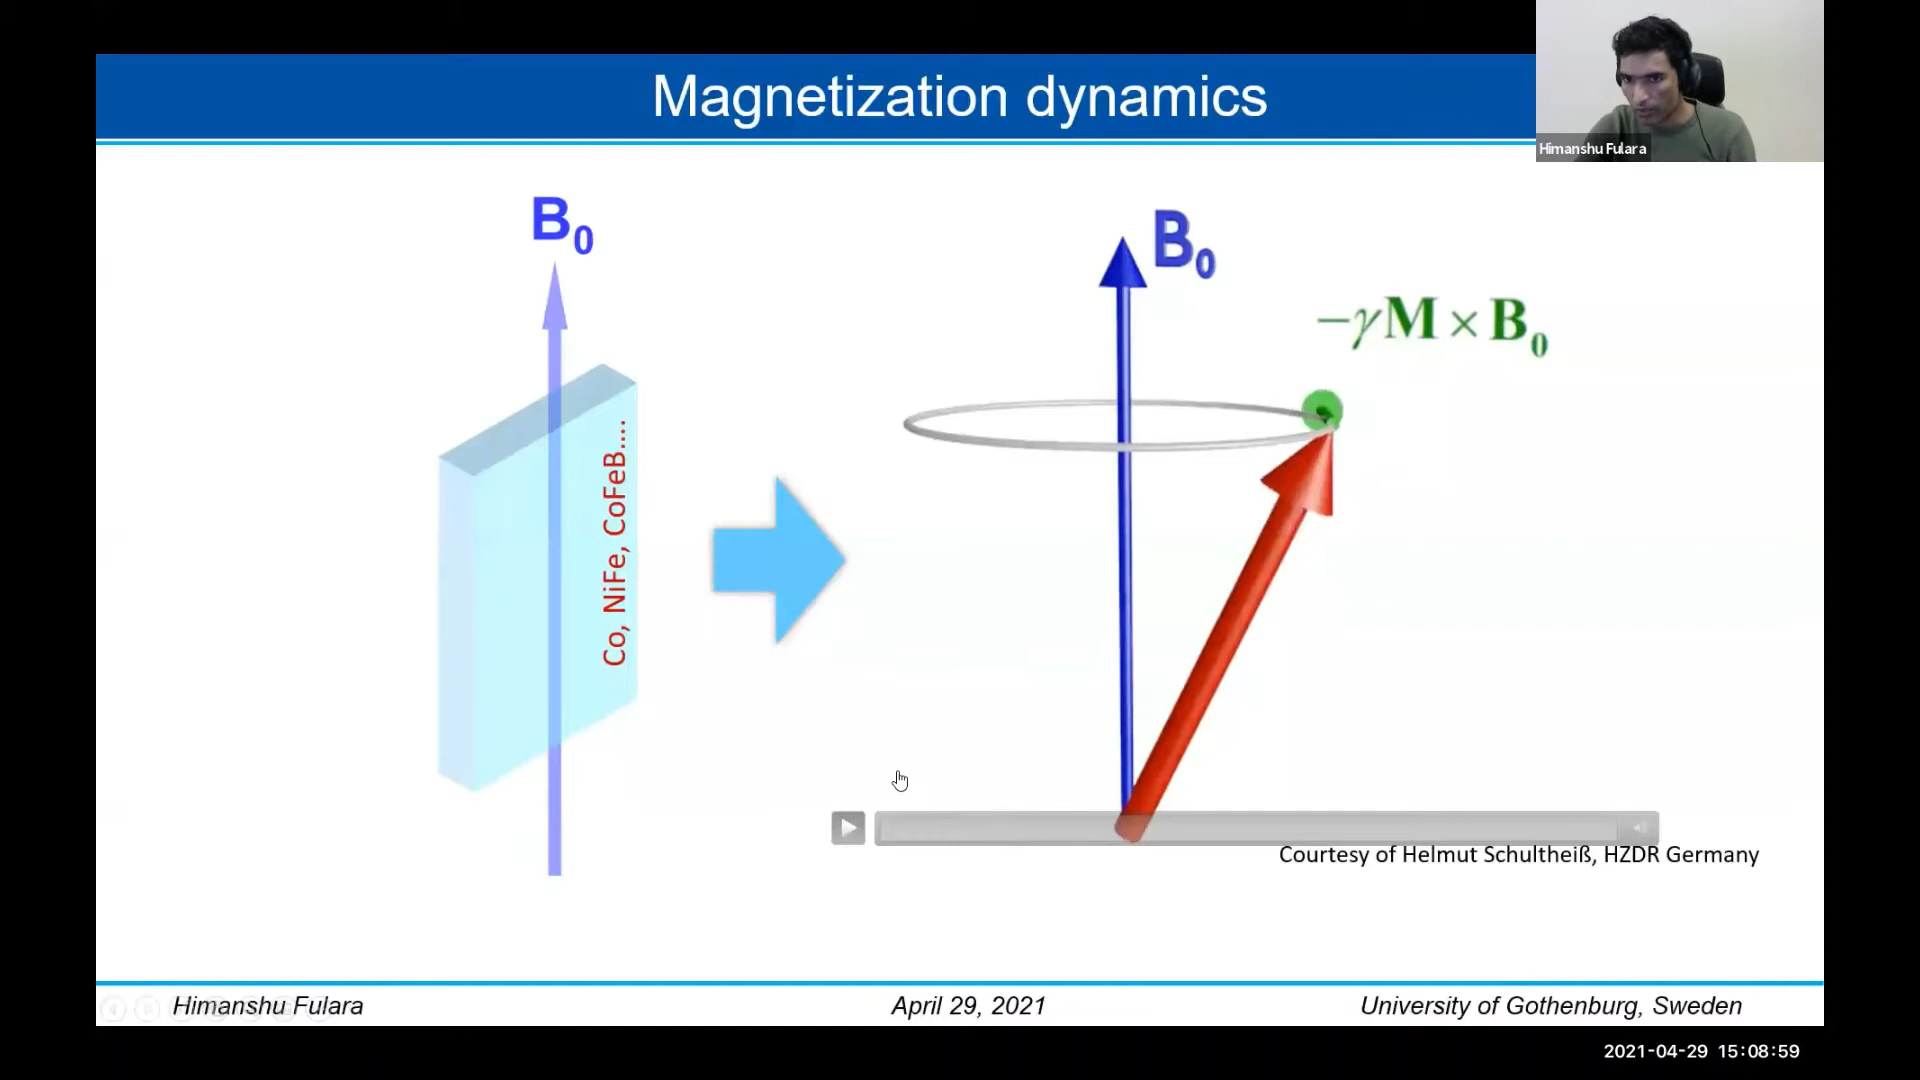 Magnetization dynamics
Himanshu Fulara
B₀
B₀
−γM × B₀
Co, NiFe, CoFeB....
Courtesy of Helmut Schultheiß, HZDR Germany
Himanshu Fulara
April 29, 2021
University of Gothenburg, Sweden
2021-04-29 15:08:59